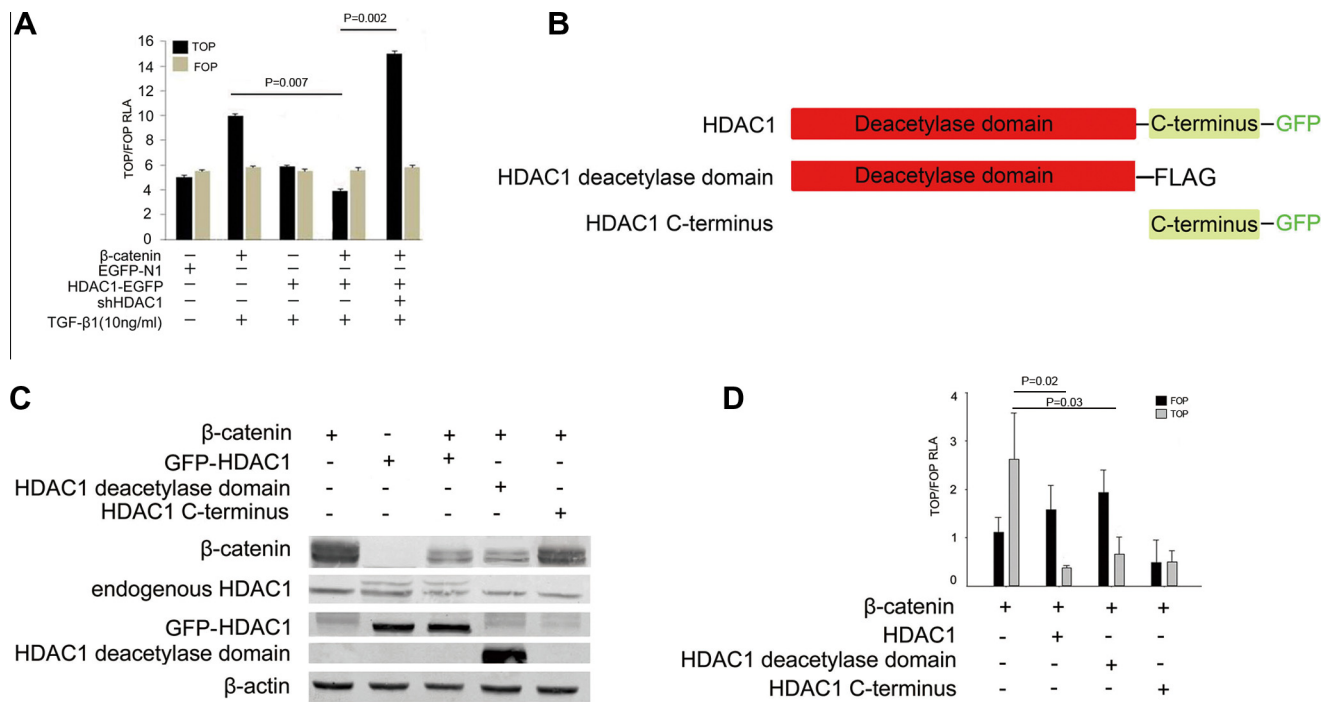 A
P=0.002
P=0.007
TOP
FOP
TOP/FOP RLA
16
14
12
10
8
6
4
2
0
β-catenin – + – + +
EGFP-N1 + – – – –
HDAC1-EGFP – – + + +
shHDAC1 – – – – +
TGF-β1(10ng/ml) – + + + +
B
HDAC1 Deacetylase domain C-terminus GFP
HDAC1 deacetylase domain Deacetylase domain FLAG
HDAC1 C-terminus C-terminus GFP
C
β-catenin + - + + +
GFP-HDAC1 - + + - -
HDAC1 deacetylase domain - - - + -
HDAC1 C-terminus - - - - +
β-catenin
endogenous HDAC1
GFP-HDAC1
HDAC1 deacetylase domain
β-actin
D
P=0.02
P=0.03
FOP
TOP
TOP/FOP RLA
4
3
2
1
0
β-catenin + + + +
HDAC1 - + - -
HDAC1 deacetylase domain - - + -
HDAC1 C-terminus - - - +